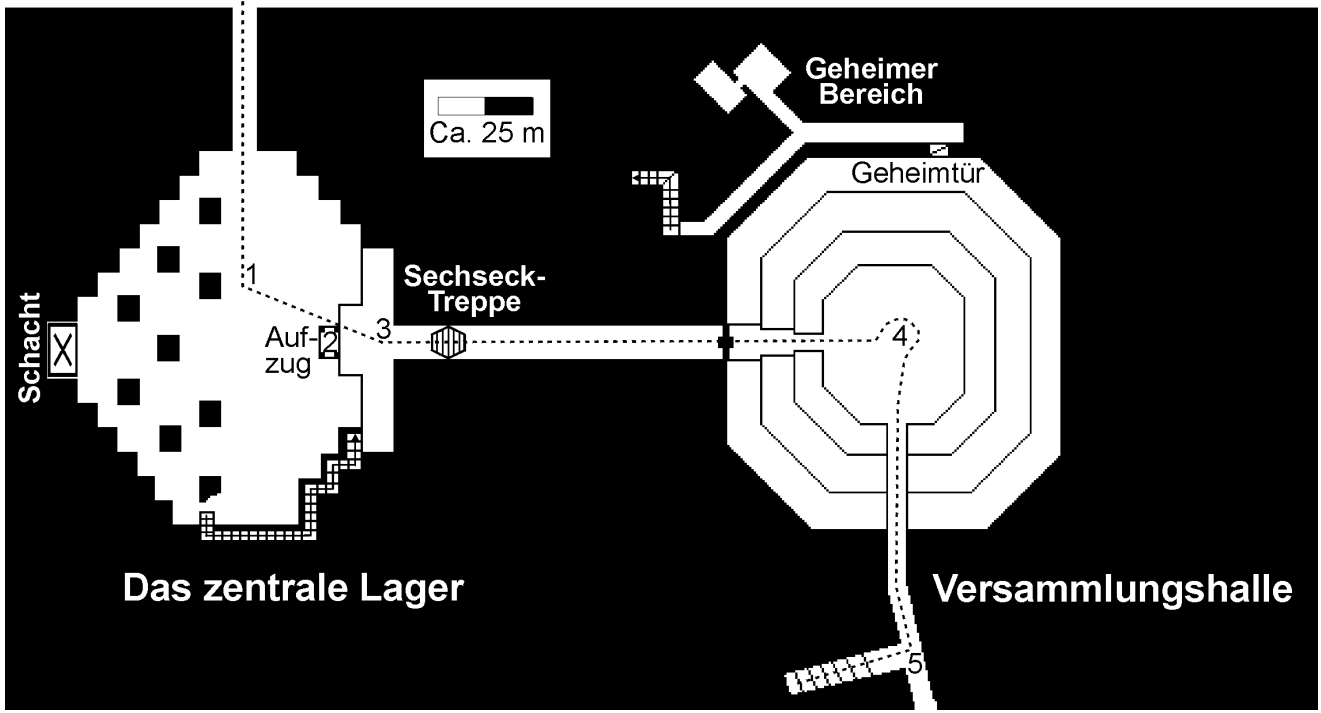 Geheimer
Bereich
Ca. 25 m
Geheimtür
1
Sechseck-
Treppe
Schacht
Auf-
zug
2
3
4
Das zentrale Lager
Versammlungshalle
5